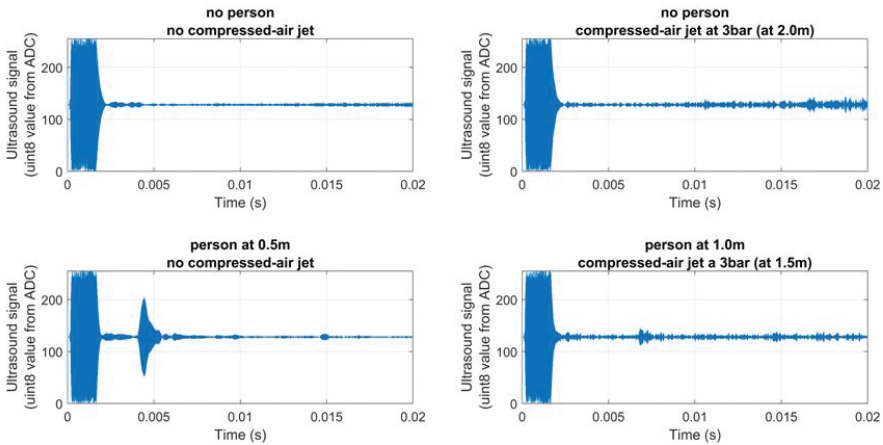 no person
no compressed-air jet
Ultrasound signal
(uint8 value from ADC)
200
100
0
0
0.005
0.01
0.015
0.02
Time (s)
no person
compressed-air jet at 3bar (at 2.0m)
Ultrasound signal
(uint8 value from ADC)
200
100
0
0
0.005
0.01
0.015
0.02
Time (s)
person at 0.5m
no compressed-air jet
Ultrasound signal
(uint8 value from ADC)
200
100
0
0
0.005
0.01
0.015
0.02
Time (s)
person at 1.0m
compressed-air jet a 3bar (at 1.5m)
Ultrasound signal
(uint8 value from ADC)
200
100
0
0
0.005
0.01
0.015
0.02
Time (s)